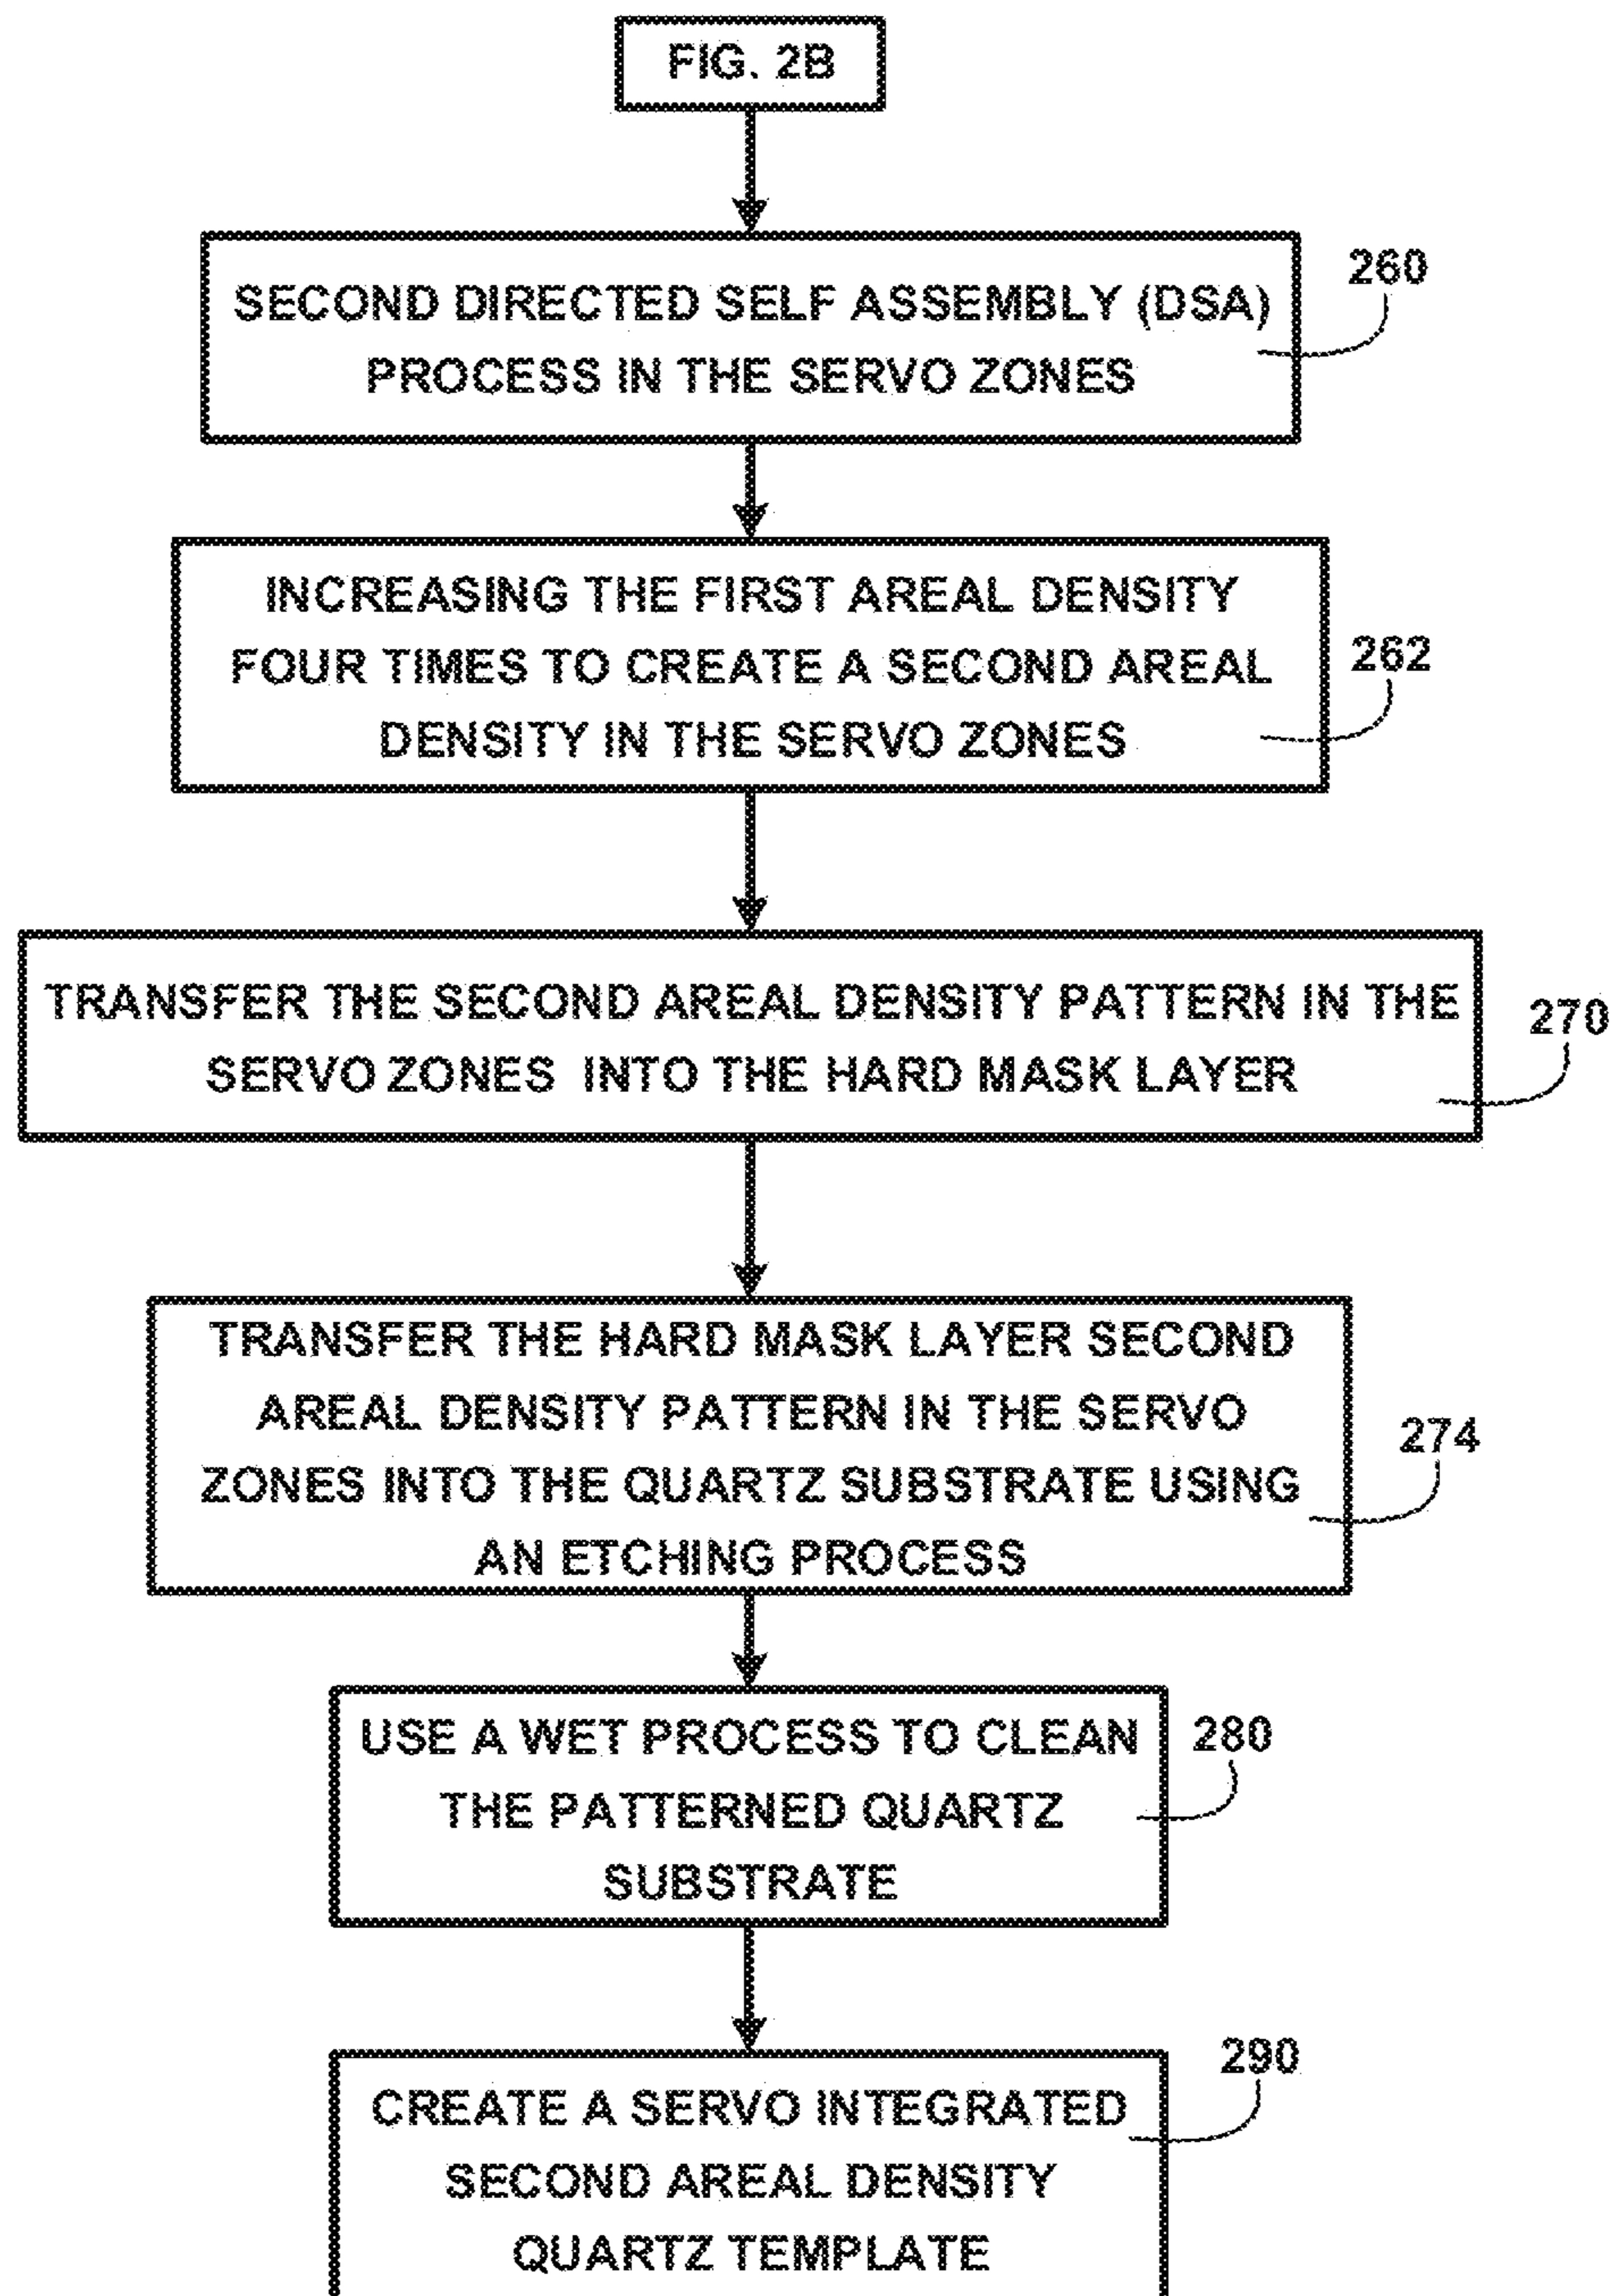 FIG. 2B
SECOND DIRECTED SELF ASSEMBLY (DSA)
PROCESS IN THE SERVO ZONES
260
INCREASING THE FIRST AREAL DENSITY
FOUR TIMES TO CREATE A SECOND AREAL
DENSITY IN THE SERVO ZONES
262
TRANSFER THE SECOND AREAL DENSITY PATTERN IN THE
SERVO ZONES INTO THE HARD MASK LAYER
270
TRANSFER THE HARD MASK LAYER SECOND
AREAL DENSITY PATTERN IN THE SERVO
ZONES INTO THE QUARTZ SUBSTRATE USING
AN ETCHING PROCESS
274
USE A WET PROCESS TO CLEAN
THE PATTERNED QUARTZ
SUBSTRATE
280
CREATE A SERVO INTEGRATED
SECOND AREAL DENSITY
QUARTZ TEMPLATE
290